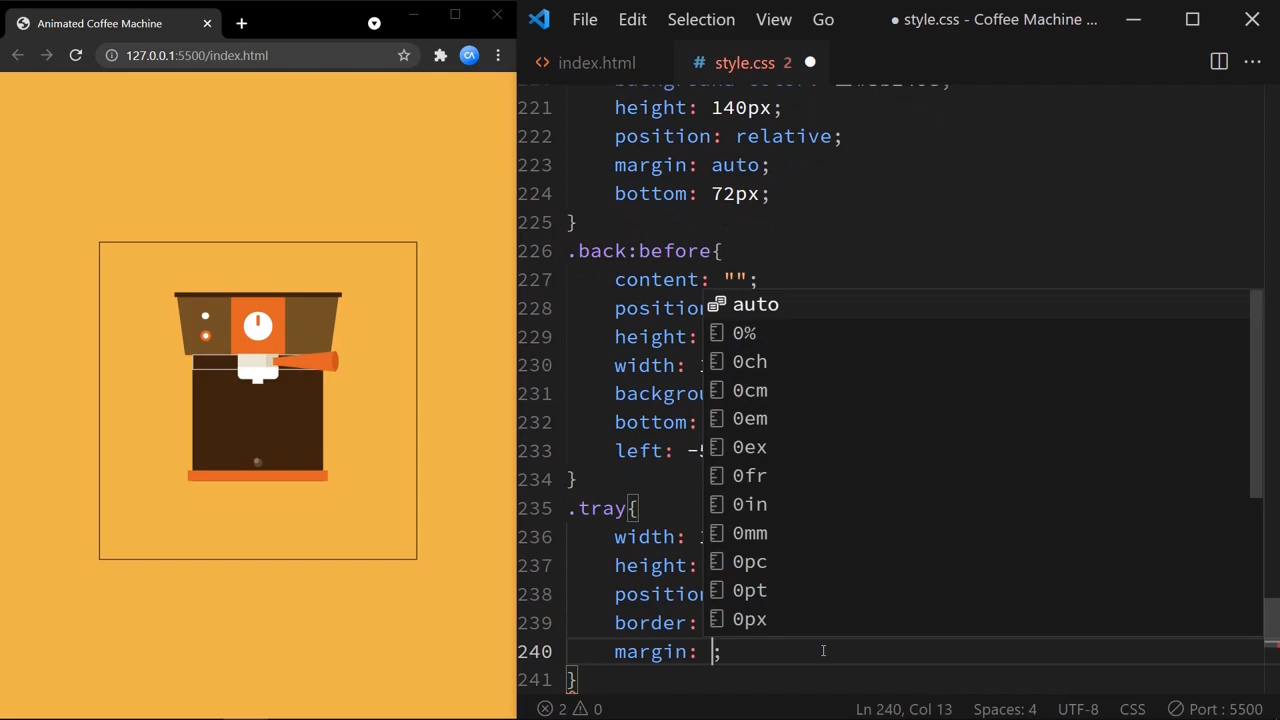 Animated Coffee Machine
127.0.0.1:5500/index.html
File Edit Selection View Go
● style.css - Coffee Machine ...
index.html
# style.css 2
221 height: 140px;
222 position: relative;
223 margin: auto;
224 bottom: 72px;
225 }
226 .back:before{
227 content: "";
228 positio
229 height:
230 width:
231 backgrou
232 bottom:
233 left: -
234 }
235 .tray{
236 width:
237 height:
238 position
239 border:
240 margin: ;
241 }
auto
0%
0ch
0cm
0em
0ex
0fr
0in
0mm
0pc
0pt
0px
2 0
Ln 240, Col 13 Spaces: 4 UTF-8 CSS Port : 5500